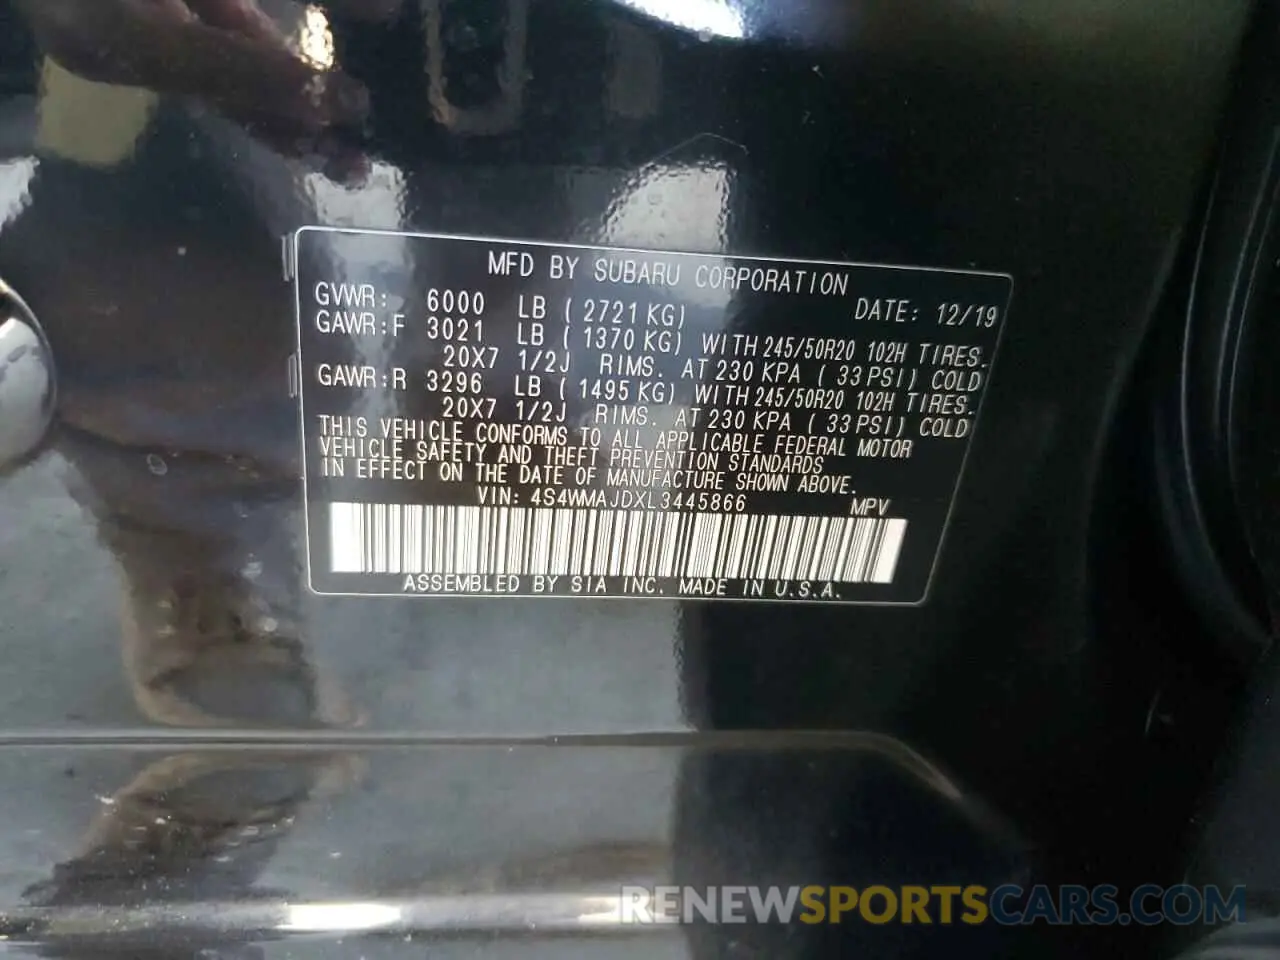 MFD BY SUBARU CORPORATION
GVWR: 6000 LB ( 2721 KG) DATE: 12/19
GAWR:F 3021 LB ( 1370 KG) WITH 245/50R20 102H TIRES.
20X7 1/2J RIMS. AT 230 KPA ( 33 PSI) COLD
GAWR:R 3296 LB ( 1495 KG) WITH 245/50R20 102H TIRES.
20X7 1/2J RIMS. AT 230 KPA ( 33 PSI) COLD
THIS VEHICLE CONFORMS TO ALL APPLICABLE FEDERAL MOTOR
VEHICLE SAFETY AND THEFT PREVENTION STANDARDS
IN EFFECT ON THE DATE OF MANUFACTURE SHOWN ABOVE.
VIN: 4S4WMAJDXL3445866 MPV
ASSEMBLED BY SIA INC. MADE IN U.S.A.
RENEWSPORTSCARS.COM